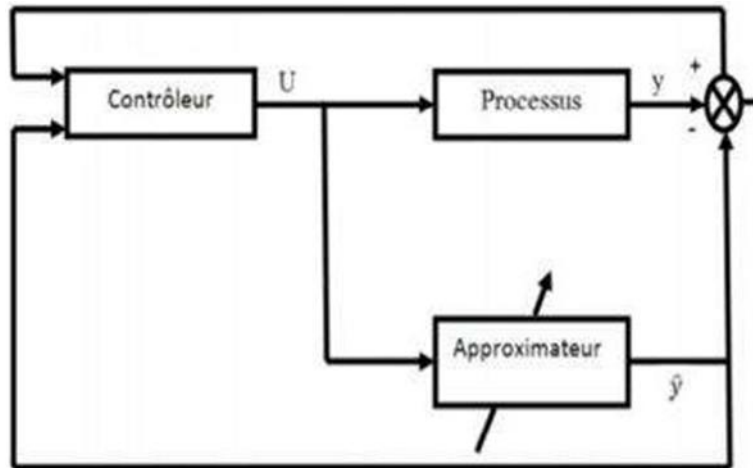 Contrôleur
U
Processus
y
+
-
Approximateur
ŷ